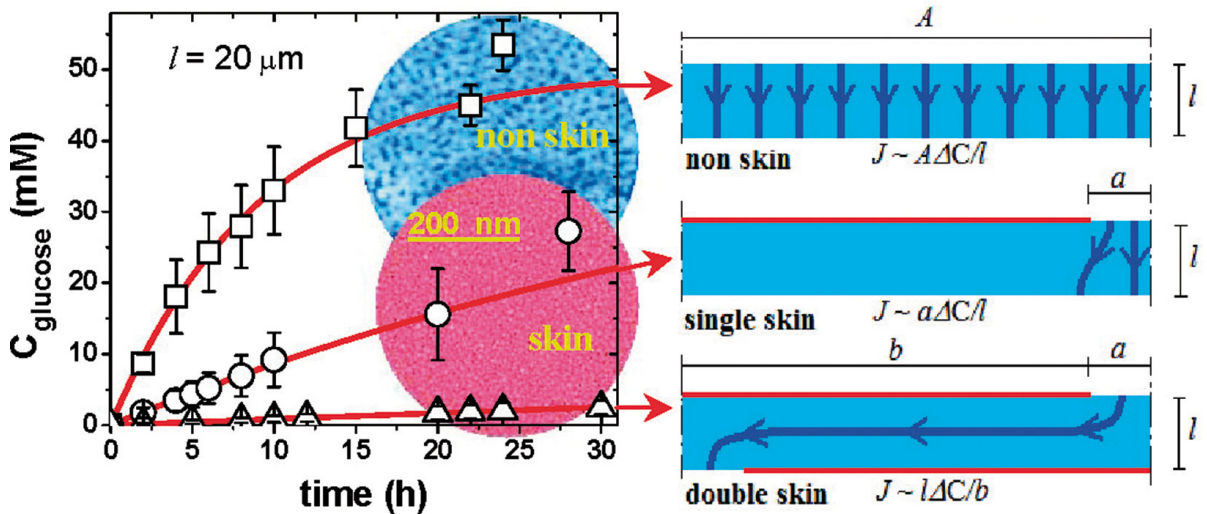 C glucose (mM)
50
40
30
20
10
0
l = 20 μm
non skin
200 nm
skin
0 5 10 15 20 25 30
time (h)
A
l
non skin J ~ AΔC/l
a
l
single skin J ~ aΔC/l
b a
l
double skin J ~ lΔC/b